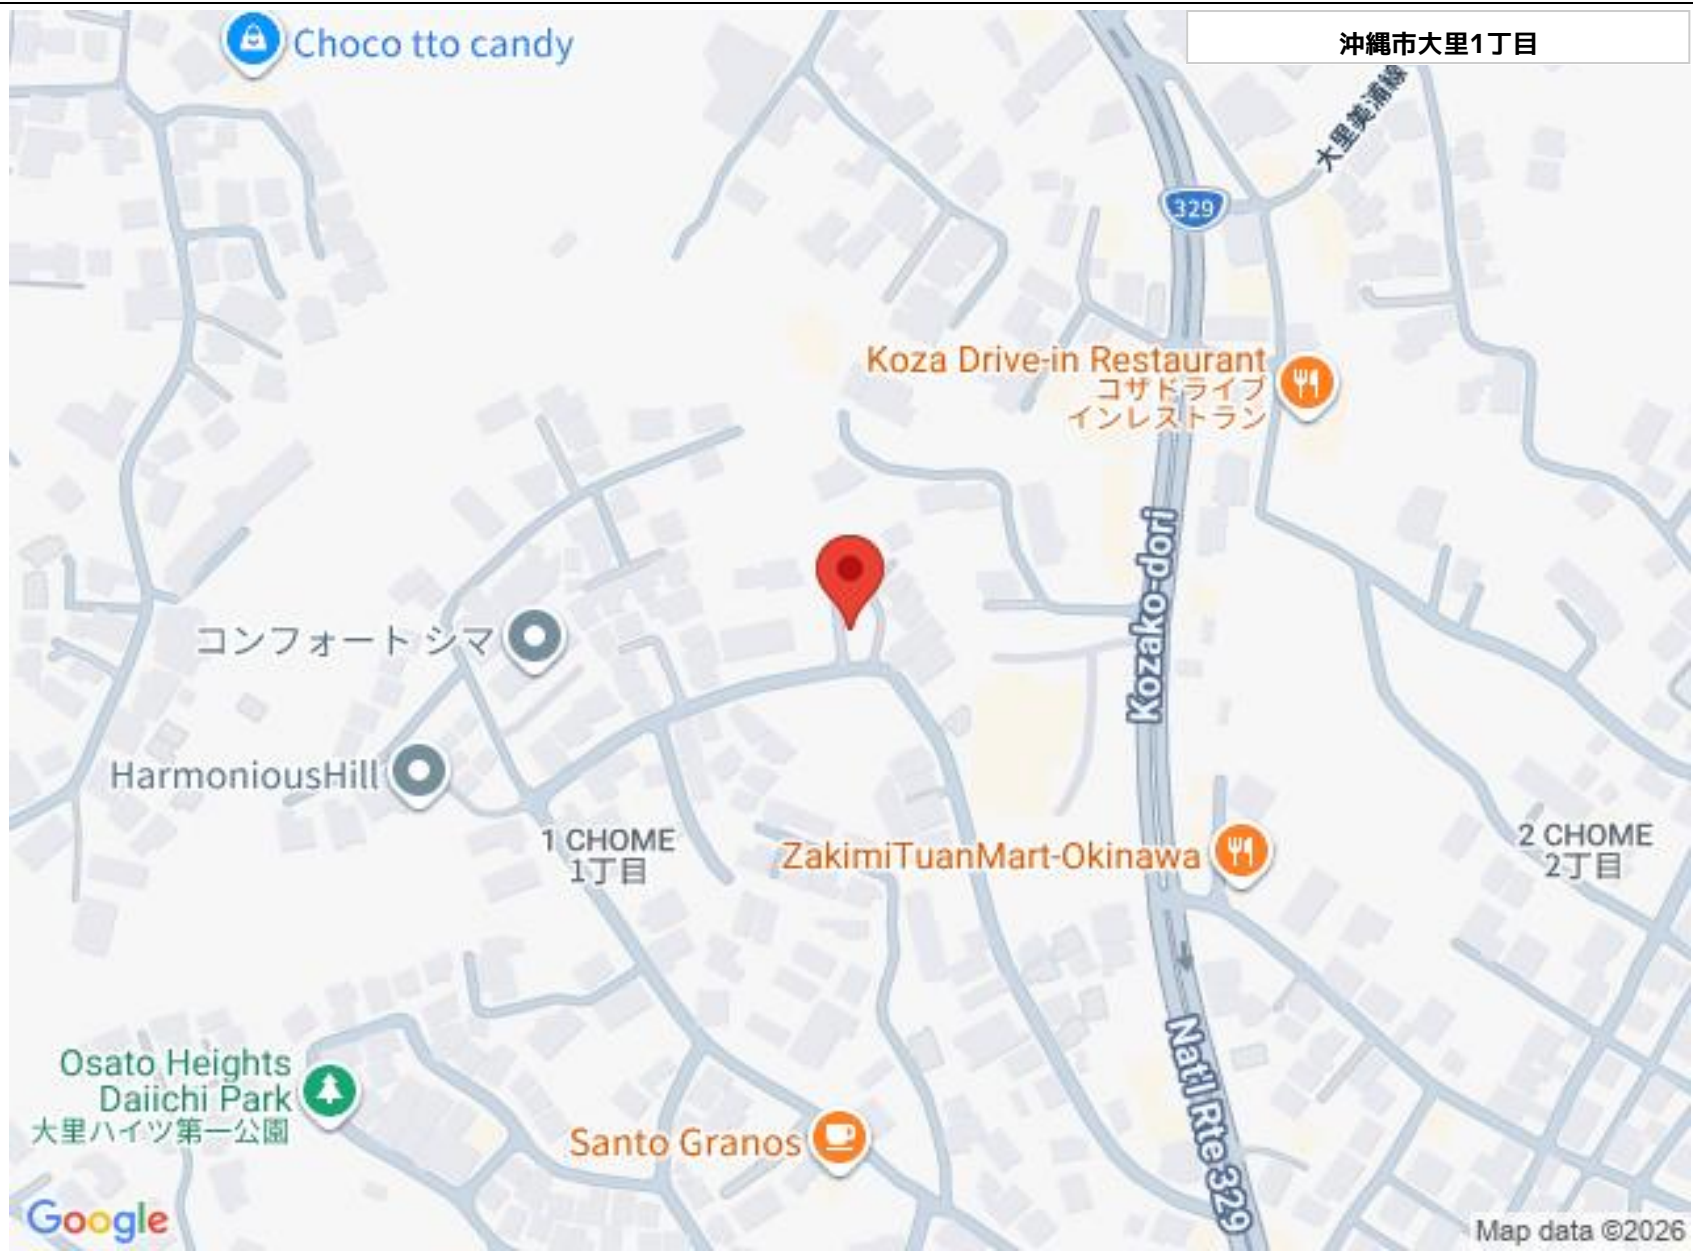 Choco tto candy
沖縄市大里1丁目
大里美浦線
329
Koza Drive-in Restaurant
コザドライブ
インレストラン
Kozako-dori
コンフォート シマ
HarmoniousHill
1 CHOME
1丁目
ZakimiTuanMart-Okinawa
2 CHOME
2丁目
Nat'l Rte 329
Osato Heights
Daiichi Park
大里ハイツ第一公園
Santo Granos
Google
Map data ©2026